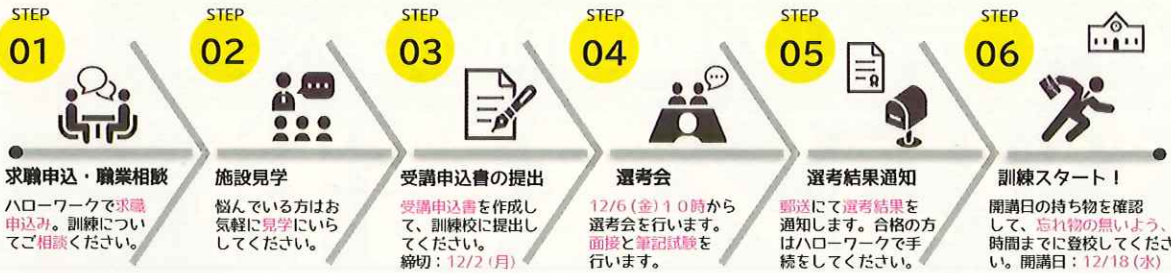 STEP
01
求職申込・職業相談
ハローワークで求職
申込み。訓練につい
てご相談ください。
STEP
02
施設見学
悩んでいる方はお
気軽に見学にいら
してください。
STEP
03
受講申込書の提出
受講申込書を作成し
て、訓練校に提出し
てください。
締切：12/2（月）
STEP
04
選考会
12/6(金)10時から
選考会を行います。
面接と筆記試験を
行います。
STEP
05
選考結果通知
郵送にて選考結果を
通知します。合格の方
はハローワークで手
続をしてください。
STEP
06
訓練スタート！
開講日の持ち物を確認
して、忘れ物の無いよう、
時間までに登校してくださ
い。開講日：12/18(水)